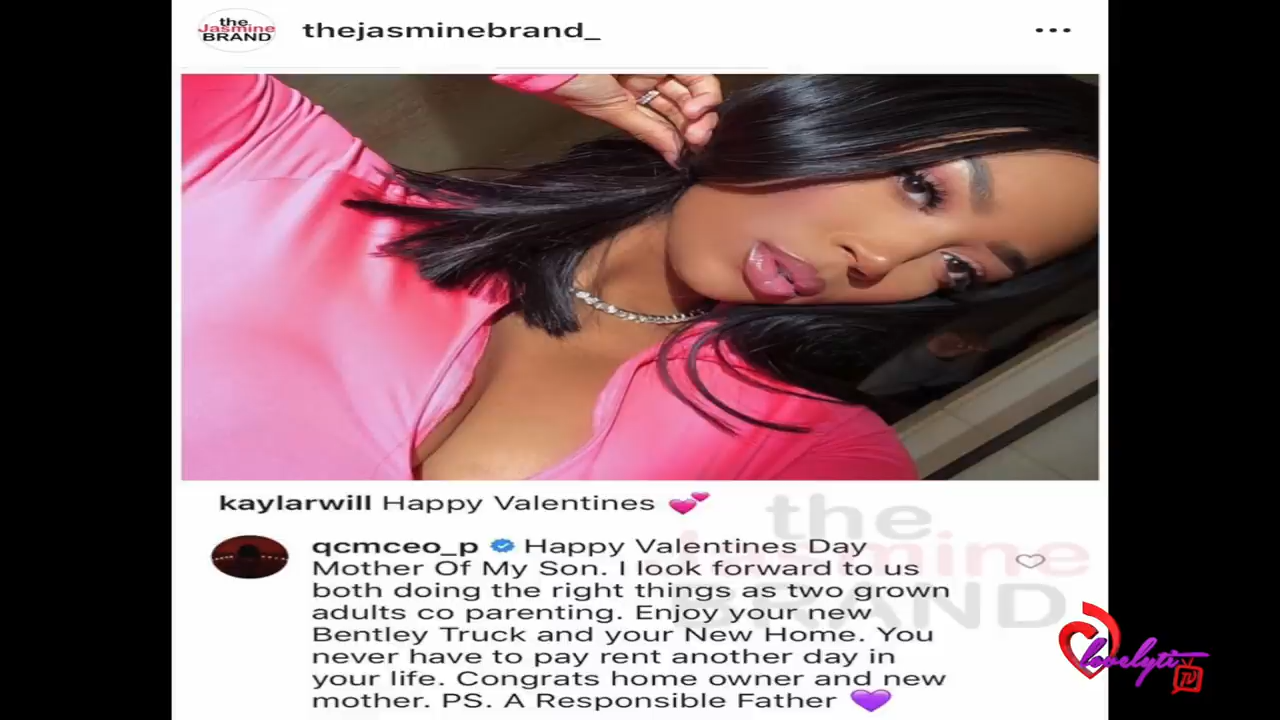 the
Jasmine
BRAND
thejasminebrand_
kaylarwill Happy Valentines 💕
qcmceo_p Happy Valentines Day
Mother Of My Son. I look forward to us
both doing the right things as two grown
adults co parenting. Enjoy your new
Bentley Truck and your New Home. You
never have to pay rent another day in
your life. Congrats home owner and new
mother. PS. A Responsible Father 💜
the
Jasmine
BRAND
lovelyti
TV